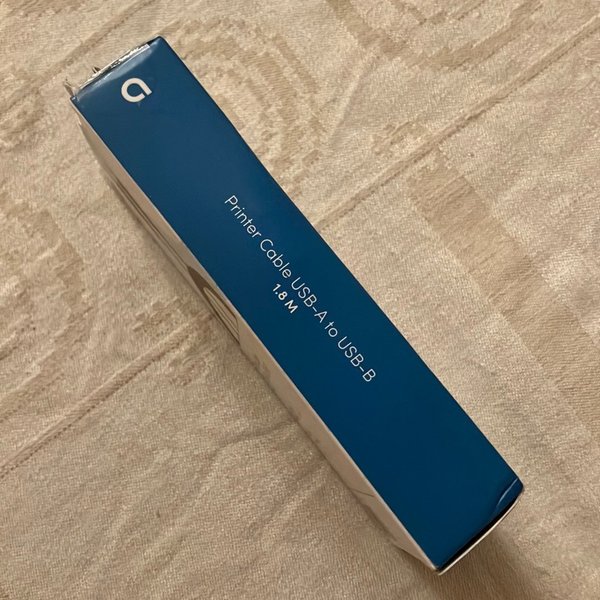 Printer Cable USB-A to USB-B
1.8 M